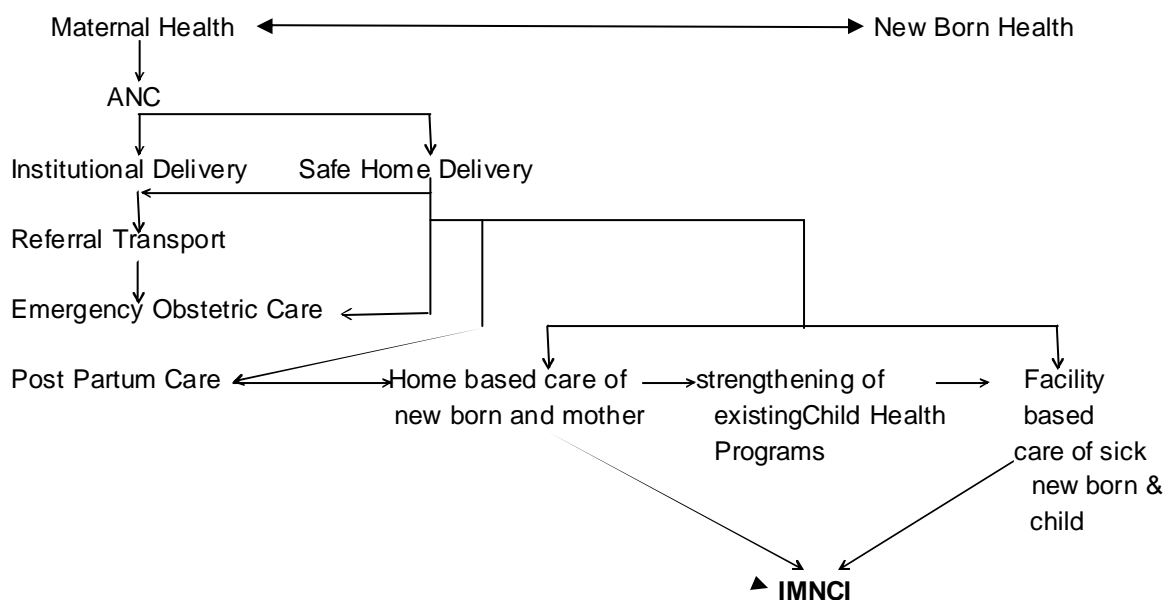 Maternal Health New Born Health
ANC
Institutional Delivery Safe Home Delivery
Referral Transport
Emergency Obstetric Care
Post Partum Care
Home based care of
new born and mother
strengthening of
existingChild Health
Programs
Facility
based
care of sick
new born &
child
IMNCI